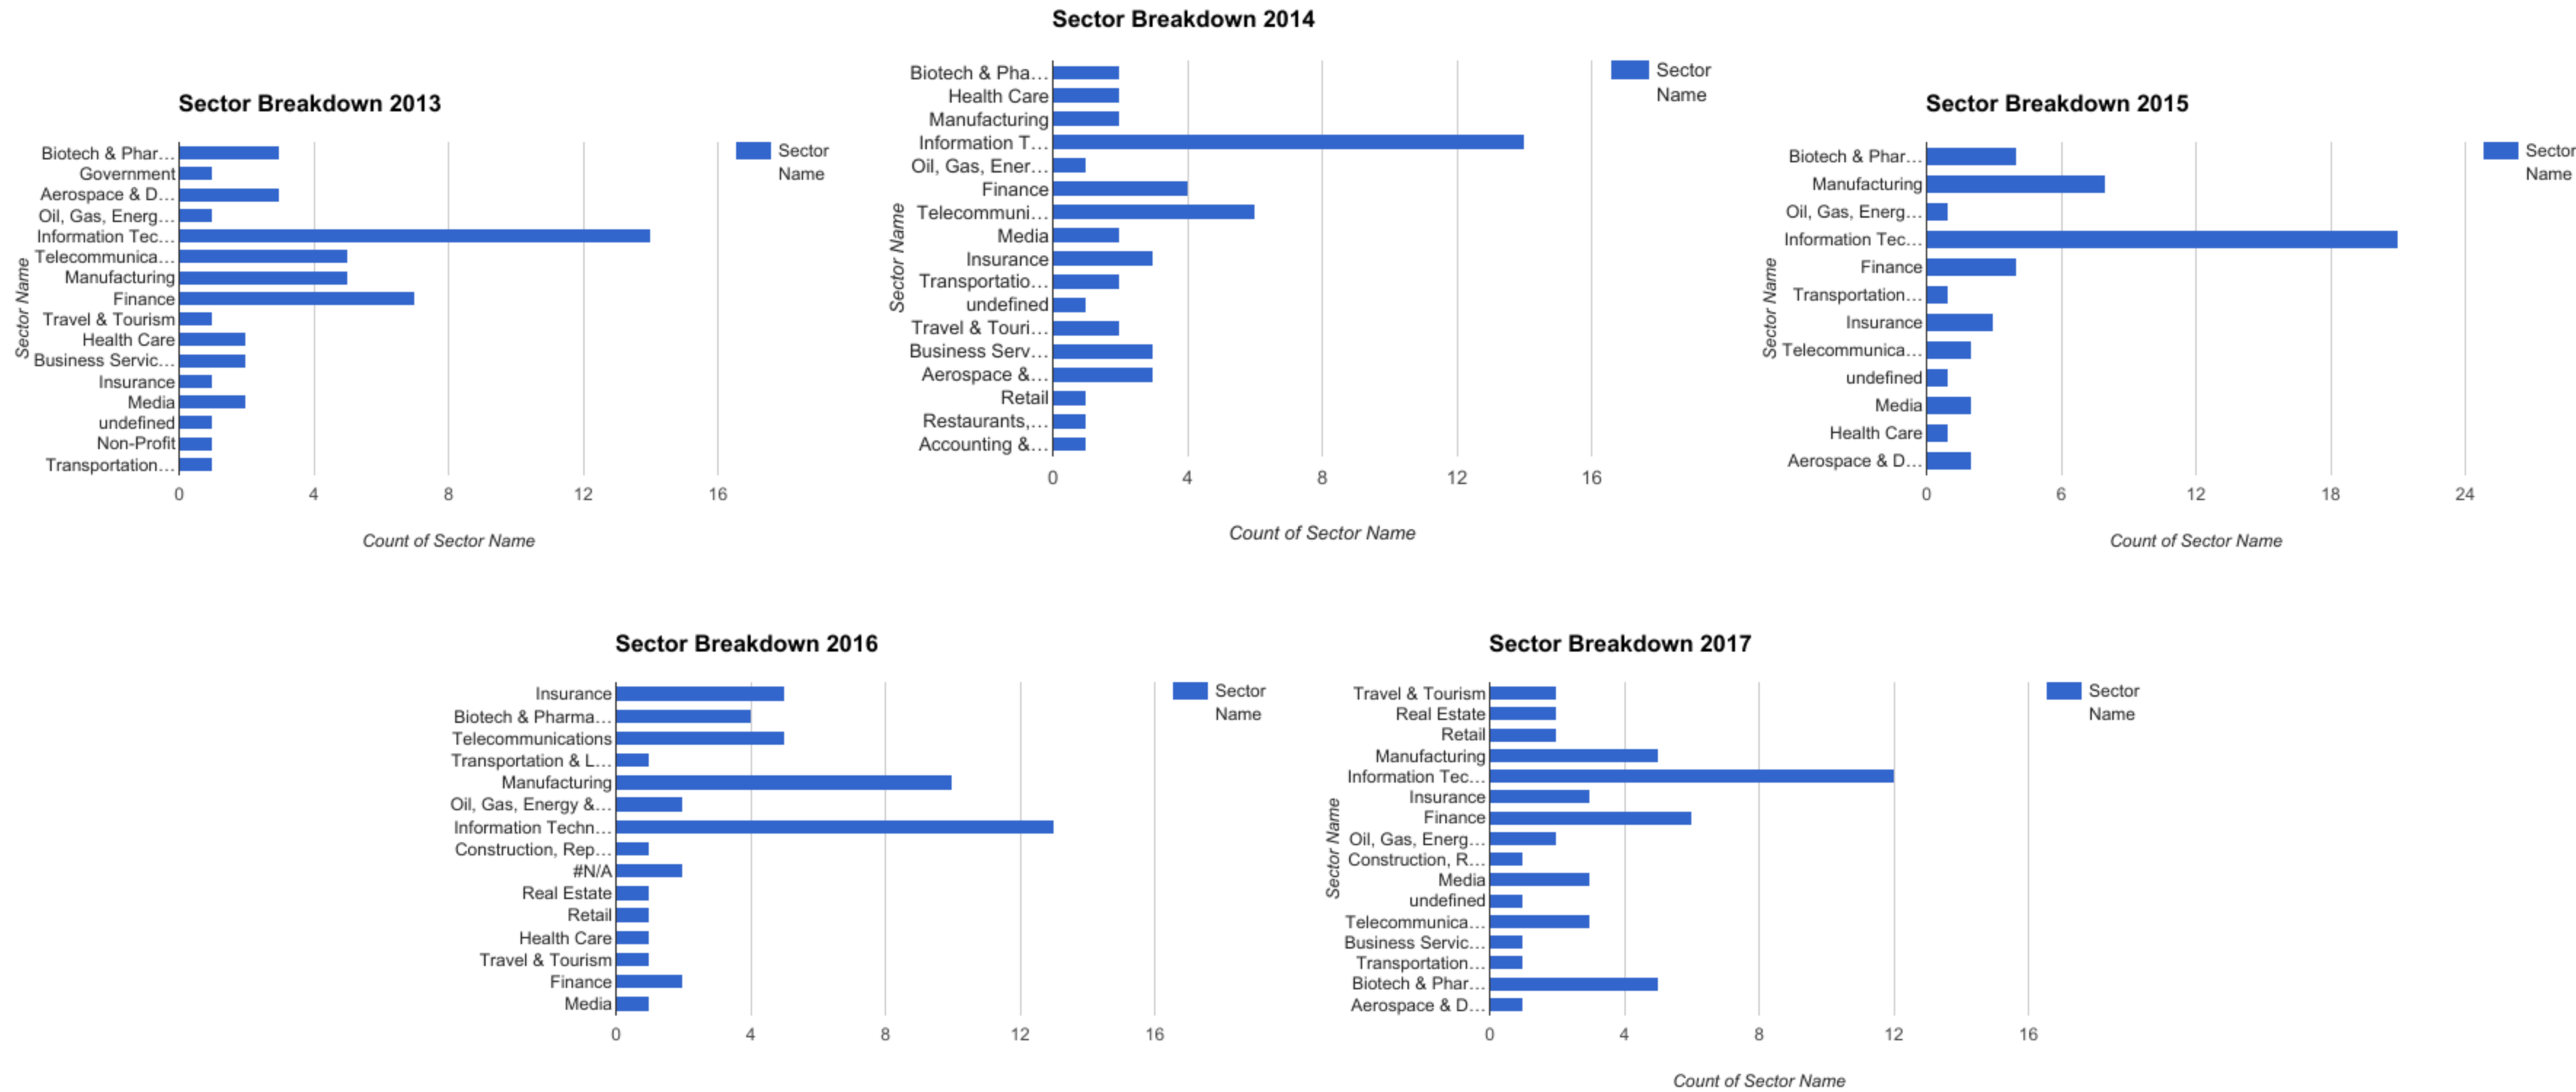 Sector Breakdown 2013
Sector Name
Biotech & Phar…
Government
Aerospace & D…
Oil, Gas, Energ…
Information Tec…
Telecommunica…
Manufacturing
Finance
Travel & Tourism
Health Care
Business Servic…
Insurance
Media
undefined
Non-Profit
Transportation…
0 4 8 12 16
Count of Sector Name
Sector
Name
Sector Breakdown 2014
Sector Name
Biotech & Pha…
Health Care
Manufacturing
Information T…
Oil, Gas, Ener…
Finance
Telecommuni…
Media
Insurance
Transportatio…
undefined
Travel & Touri…
Business Serv…
Aerospace &…
Retail
Restaurants,…
Accounting &…
0 4 8 12 16
Count of Sector Name
Sector
Name
Sector Breakdown 2015
Sector Name
Biotech & Phar…
Manufacturing
Oil, Gas, Energ…
Information Tec…
Finance
Transportation…
Insurance
Telecommunica…
undefined
Media
Health Care
Aerospace & D…
0 6 12 18 24
Count of Sector Name
Sector
Name
Sector Breakdown 2016
Insurance
Biotech & Pharma…
Telecommunications
Transportation & L…
Manufacturing
Oil, Gas, Energy &…
Information Techn…
Construction, Rep…
#N/A
Real Estate
Retail
Health Care
Travel & Tourism
Finance
Media
0 4 8 12 16
Sector
Name
Sector Breakdown 2017
Sector Name
Travel & Tourism
Real Estate
Retail
Manufacturing
Information Tec…
Insurance
Finance
Oil, Gas, Energ…
Construction, R…
Media
undefined
Telecommunica…
Business Servic…
Transportation…
Biotech & Phar…
Aerospace & D…
0 4 8 12 16
Count of Sector Name
Sector
Name